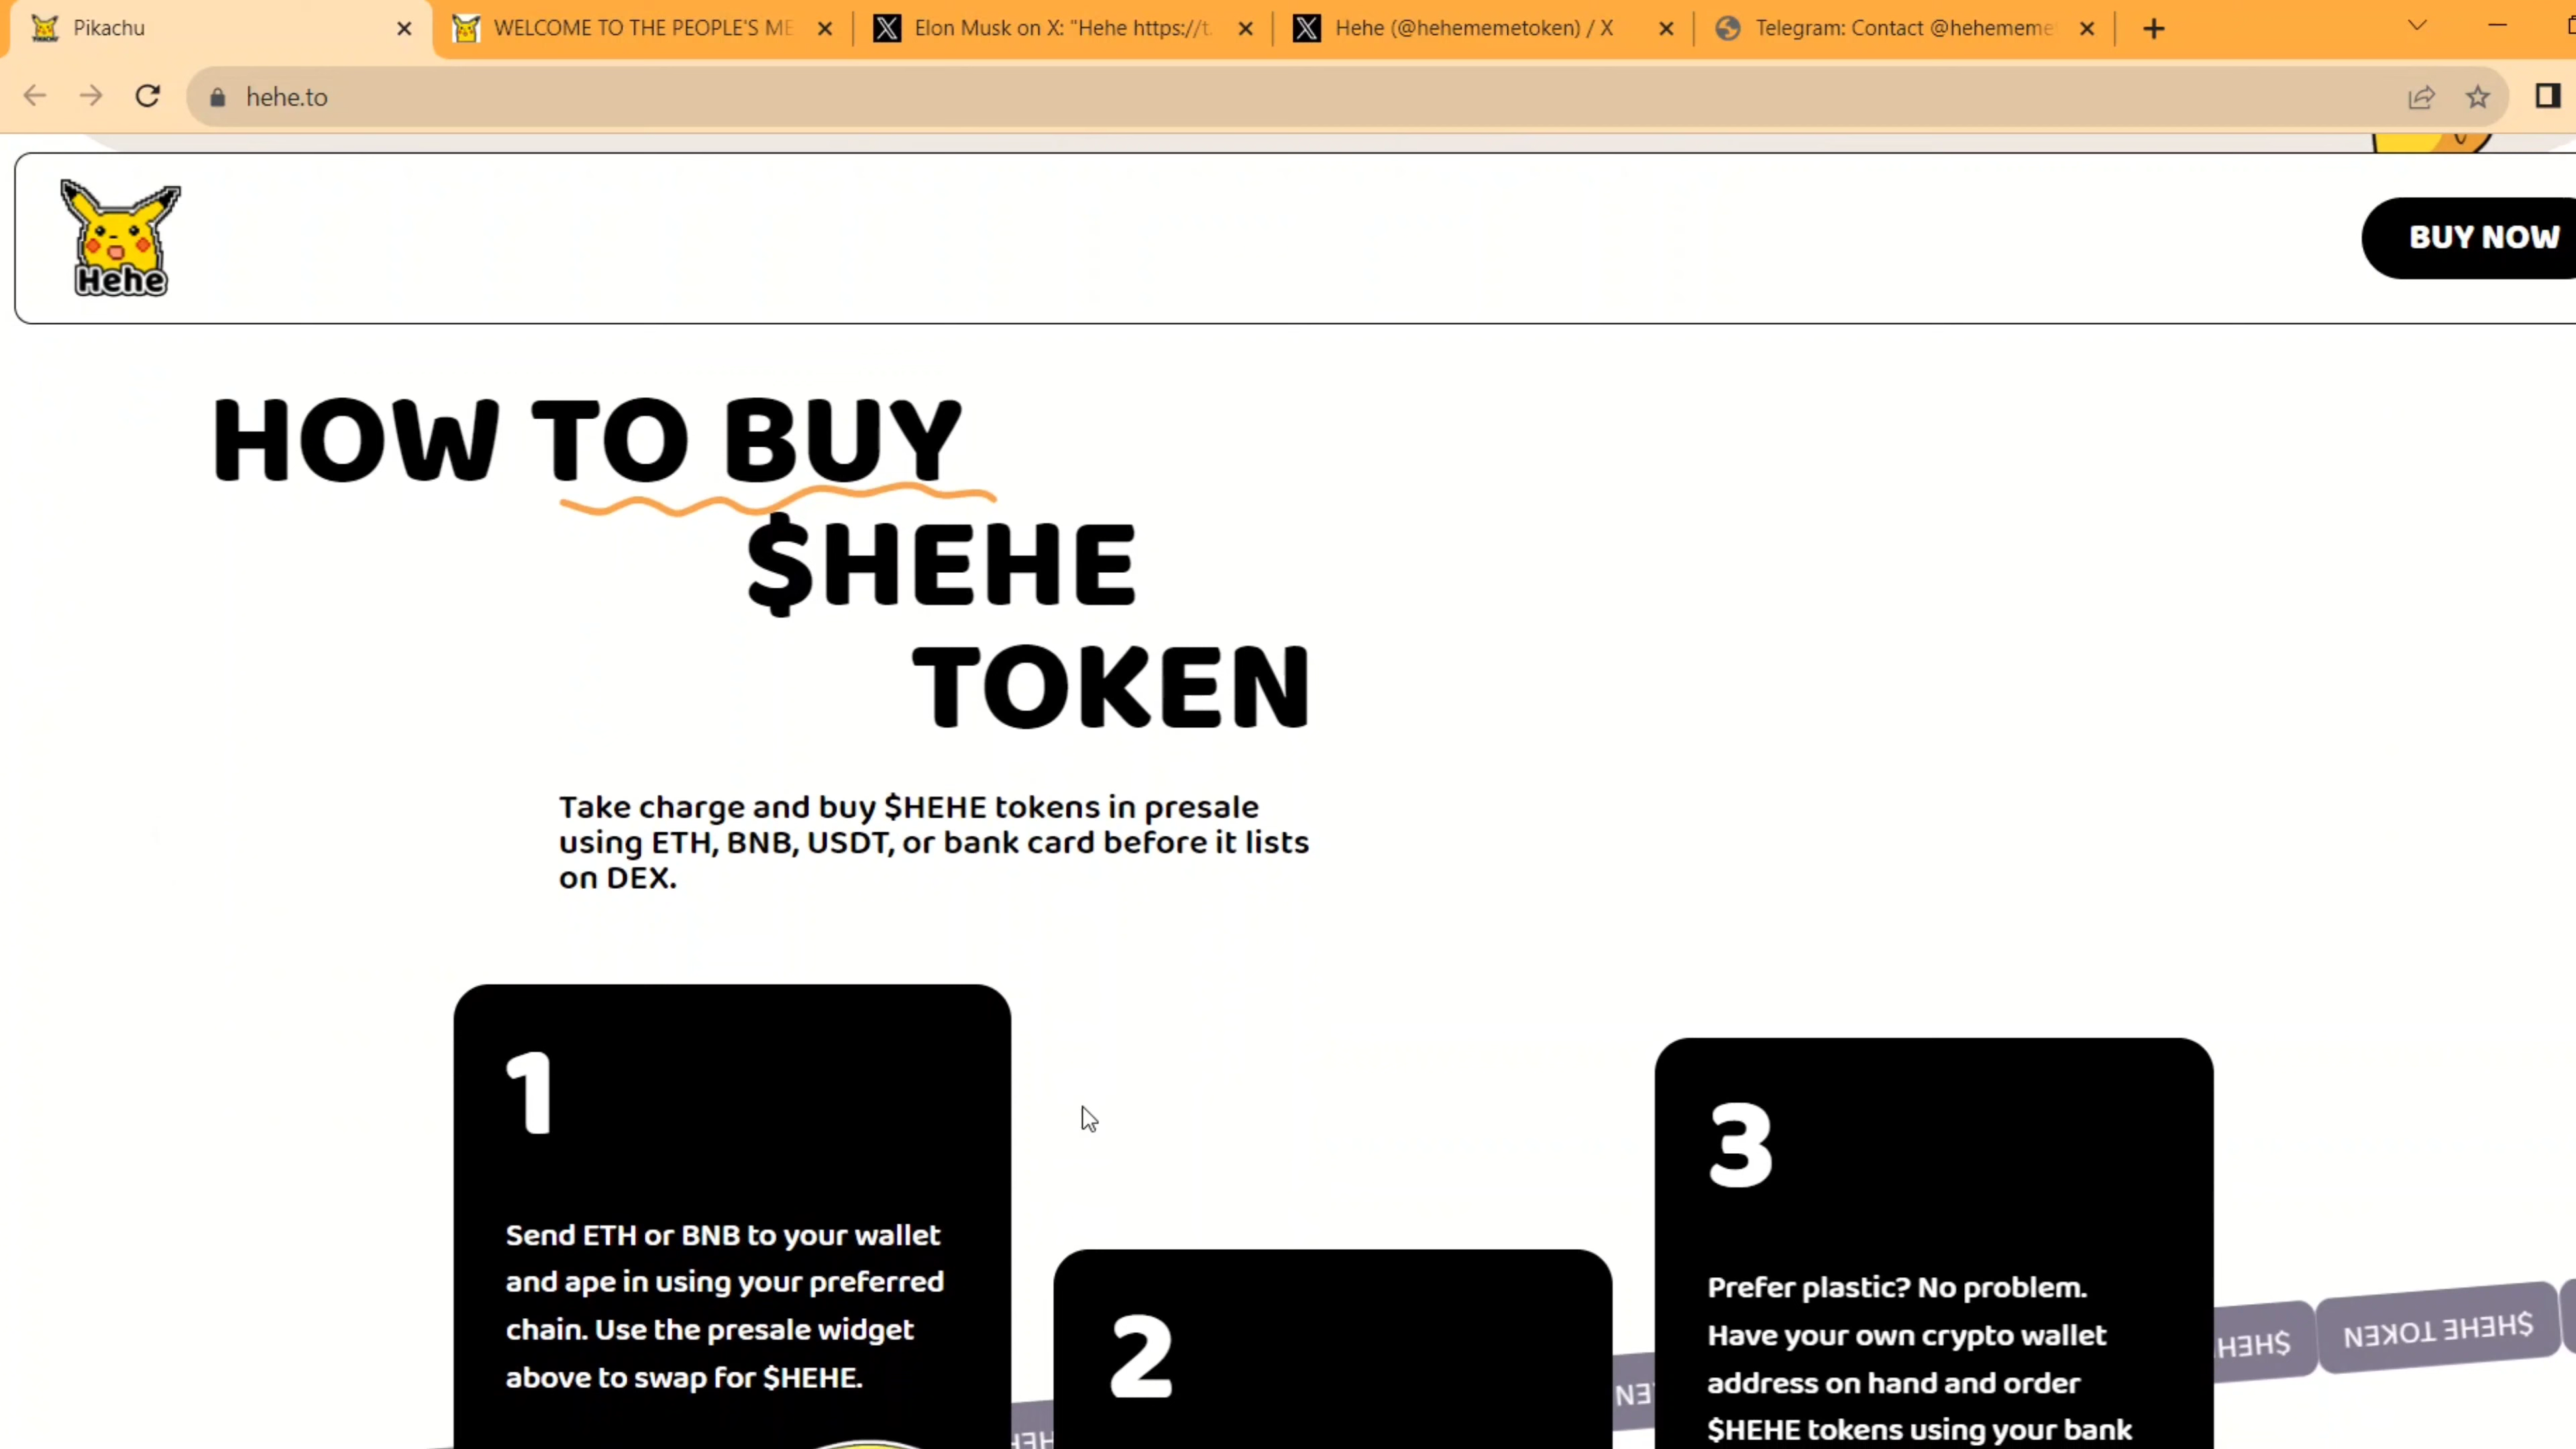 Pikachu
WELCOME TO THE PEOPLE'S ME
Elon Musk on X: "Hehe https://t.
Hehe (@hehememetoken) / X
Telegram: Contact @hehememe
hehe.to
Hehe
BUY NOW
HOW TO BUY
$HEHE
TOKEN
Take charge and buy $HEHE tokens in presale
using ETH, BNB, USDT, or bank card before it lists
on DEX.
1
Send ETH or BNB to your wallet
and ape in using your preferred
chain. Use the presale widget
above to swap for $HEHE.
2
3
Prefer plastic? No problem.
Have your own crypto wallet
address on hand and order
$HEHE tokens using your bank
$HEHE TOKEN
$HEH